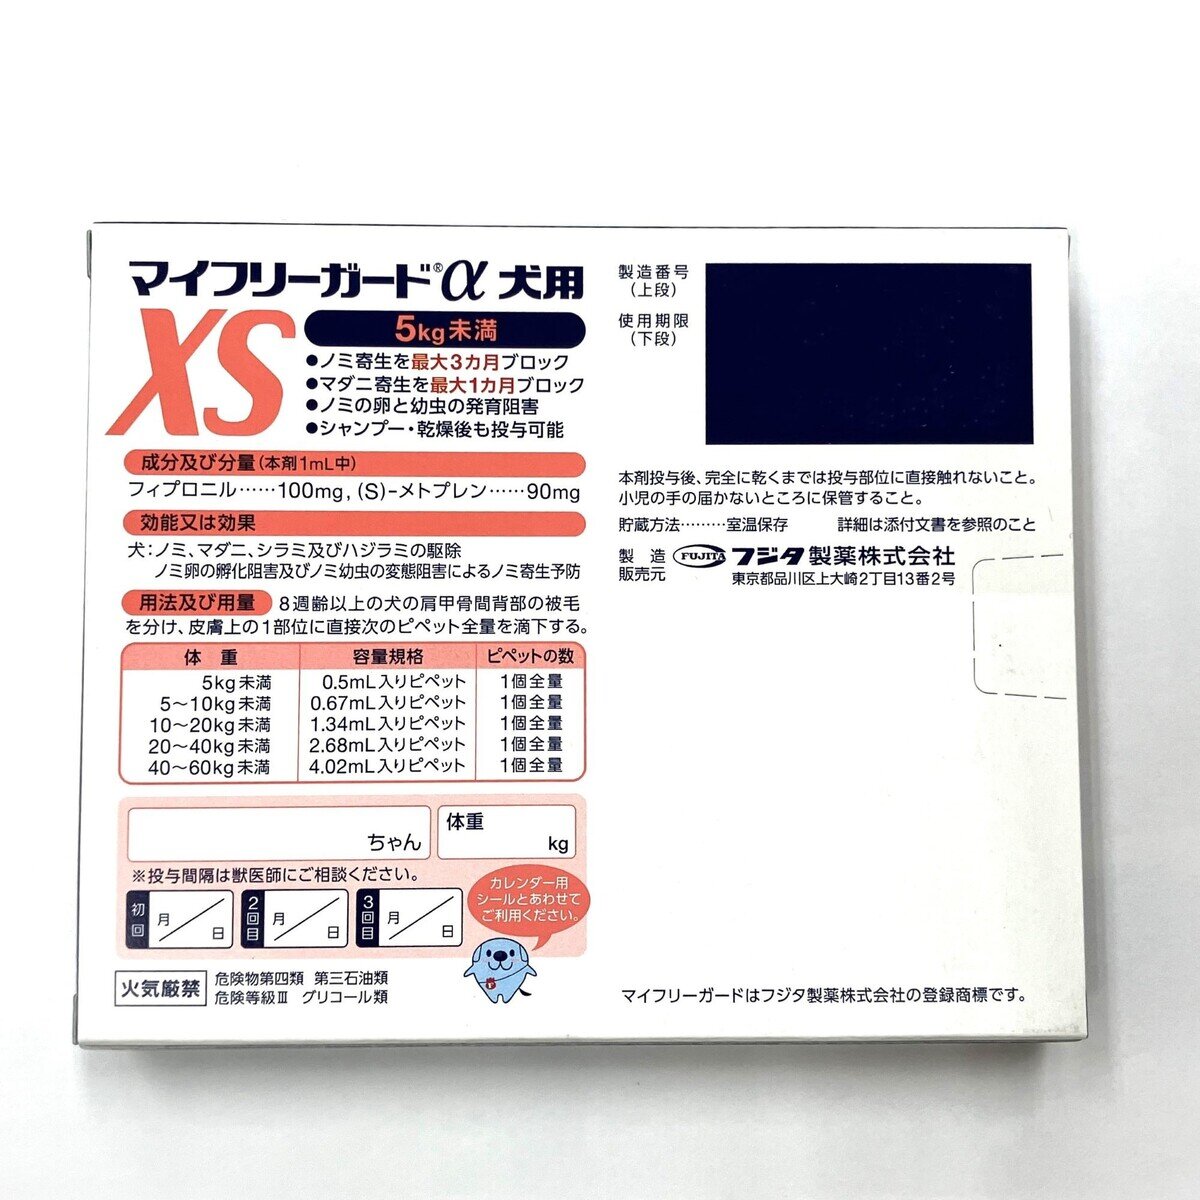 マイフリーガード®α 犬用
XS
5kg未満
●ノミ寄生を最大3カ月ブロック
●マダニ寄生を最大1カ月ブロック
●ノミの卵と幼虫の発育阻害
●シャンプー・乾燥後も投与可能
成分及び分量(本剤1mL中)
フィプロニル……100mg, (S)-メトプレン……90mg
効能又は効果
犬:ノミ、マダニ、シラミ及びハジラミの駆除
ノミ卵の孵化阻害及びノミ幼虫の変態阻害によるノミ寄生予防
用法及び用量 8週齢以上の犬の肩甲骨間背部の被毛
を分け、皮膚上の1部位に直接次のピペット全量を滴下する。
体 重 容量規格 ピペットの数
5kg未満 0.5mL入りピペット 1個全量
5~10kg未満 0.67mL入りピペット 1個全量
10~20kg未満 1.34mL入りピペット 1個全量
20~40kg未満 2.68mL入りピペット 1個全量
40~60kg未満 4.02mL入りピペット 1個全量
ちゃん
体重
kg
※投与間隔は獣医師にご相談ください。
初回 月/日
2回目 月/日
3回目 月/日
カレンダー用
シールとあわせて
ご利用ください。
火気厳禁
危険物第四類 第三石油類
危険等級Ⅲ グリコール類
製造番号
(上段)
使用期限
(下段)
本剤投与後、完全に乾くまでは投与部位に直接触れないこと。
小児の手の届かないところに保管すること。
貯蔵方法………室温保存 詳細は添付文書を参照のこと
製 造
販売元
FUJITA フジタ製薬株式会社
東京都品川区上大崎2丁目13番2号
マイフリーガードはフジタ製薬株式会社の登録商標です。